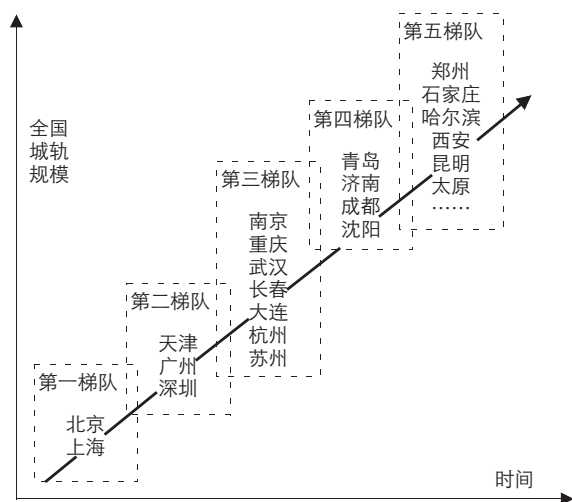 第五梯队
郑州
石家庄
哈尔滨
西安
昆明
太原
……
第四梯队
青岛
济南
成都
沈阳
全国
城轨
规模
第三梯队
南京
重庆
武汉
长春
大连
杭州
苏州
第二梯队
天津
广州
深圳
第一梯队
北京
上海
时间